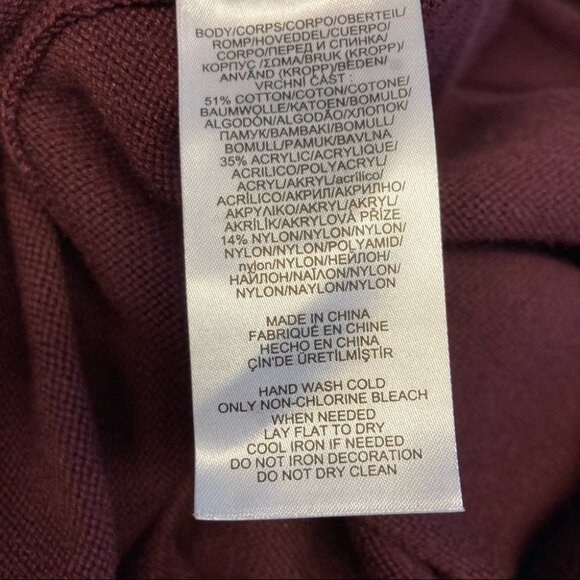 BODY/CORPS/CORPO/OBERTEIL/
ROMP/HOVEDDEL/CUERPO/
CORPO/ПЕРЕД И СПИНКА/
КОРПУС /ΣΩΜΑ/BRUK (KROPP)/
ANVÄND (KROPP)/BEDEN/
VRCHNÍ ČÁST :
51% COTTON/COTON/COTONE/
BAUMWOLLE/KATOEN/BOMULD/
ALGODÓN/ALGODÃO/ХЛОПОК/
ПАМУК/BAMBAKI/BOMULL/
BOMULL/PAMUK/BAVLNA
35% ACRYLIC/ACRYLIQUE/
ACRILICO/POLYACRYL/
ACRYL/AKRYL/acrílico/
ACRÍLICO/АКРИЛ/АКРИЛНО/
ΑΚΡΥΛΙΚΟ/AKRYL/AKRYL/
AKRİLİK/AKRYLOVÁ PŘÍZE
14% NYLON/NYLON/NYLON/
NYLON/NYLON/POLYAMID/
nylon/NYLON/НЕЙЛОН/
НАЙЛОН/ΝΑΪΛΟΝ/NYLON/
NYLON/NAYLON/NYLON
MADE IN CHINA
FABRIQUÉ EN CHINE
HECHO EN CHINA
ÇİN'DE ÜRETİLMİŞTİR
HAND WASH COLD
ONLY NON-CHLORINE BLEACH
WHEN NEEDED
LAY FLAT TO DRY
COOL IRON IF NEEDED
DO NOT IRON DECORATION
DO NOT DRY CLEAN